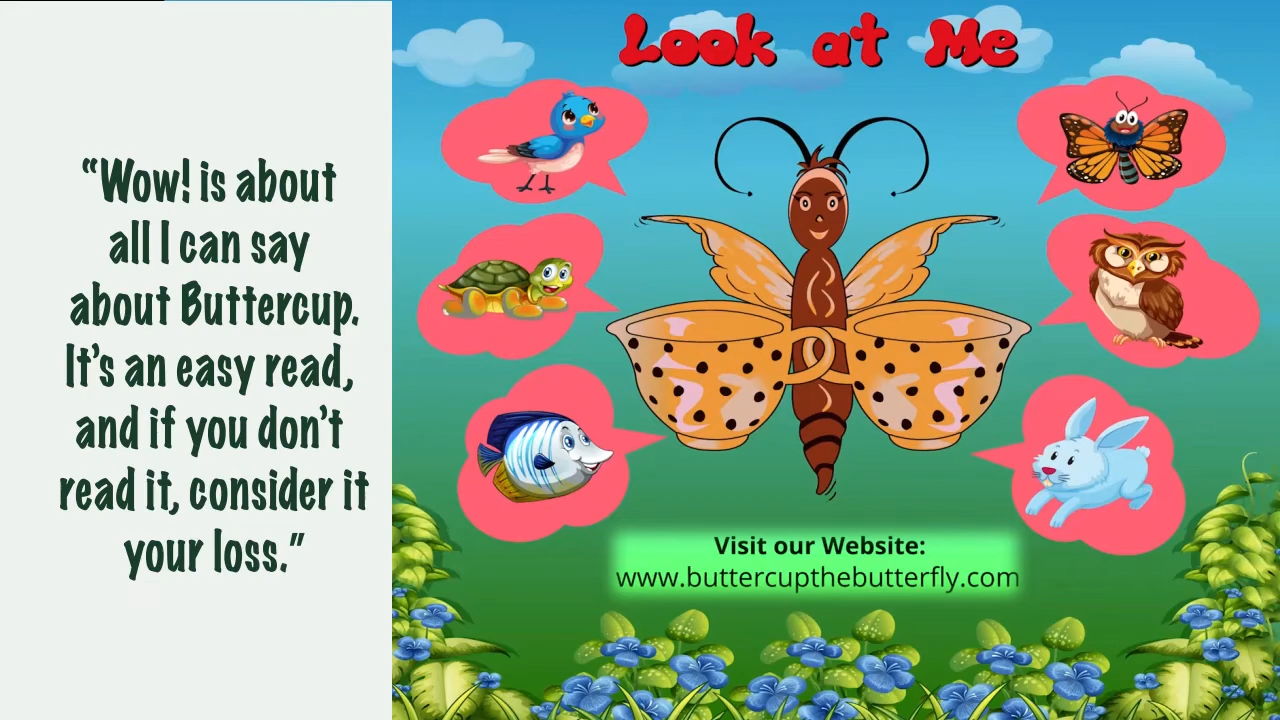 “Wow! is about
all I can say
about Buttercup.
It’s an easy read,
and if you don’t
read it, consider it
your loss.”
Look at Me
Visit our Website:
www.buttercupthebutterfly.com